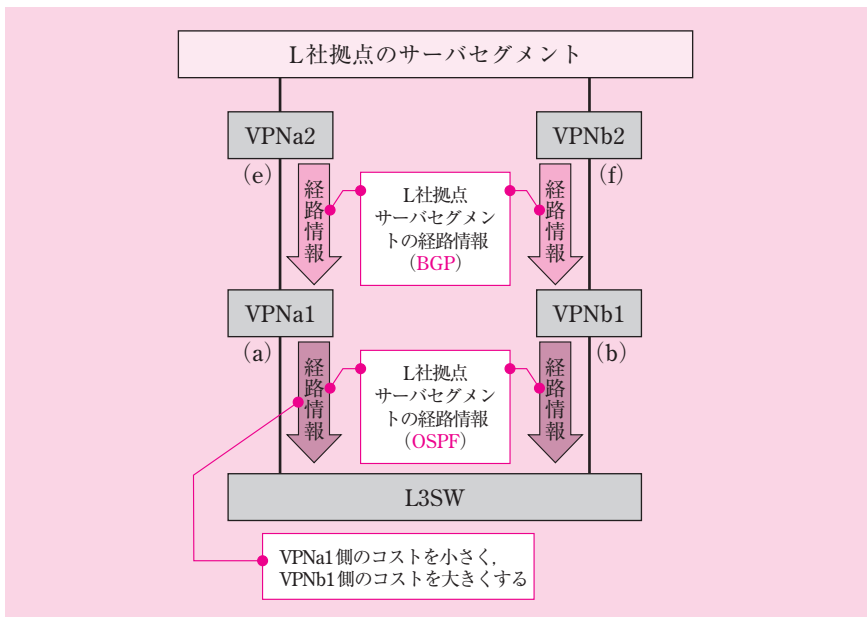 L社拠点のサーバセグメント
VPNa2
VPNb2
(e)
(f)
経路情報
L社拠点
サーバセグメン
トの経路情報
(BGP)
経路情報
VPNa1
VPNb1
(a)
(b)
経路情報
L社拠点
サーバセグメン
トの経路情報
(OSPF)
経路情報
L3SW
VPNa1側のコストを小さく，
VPNb1側のコストを大きくする